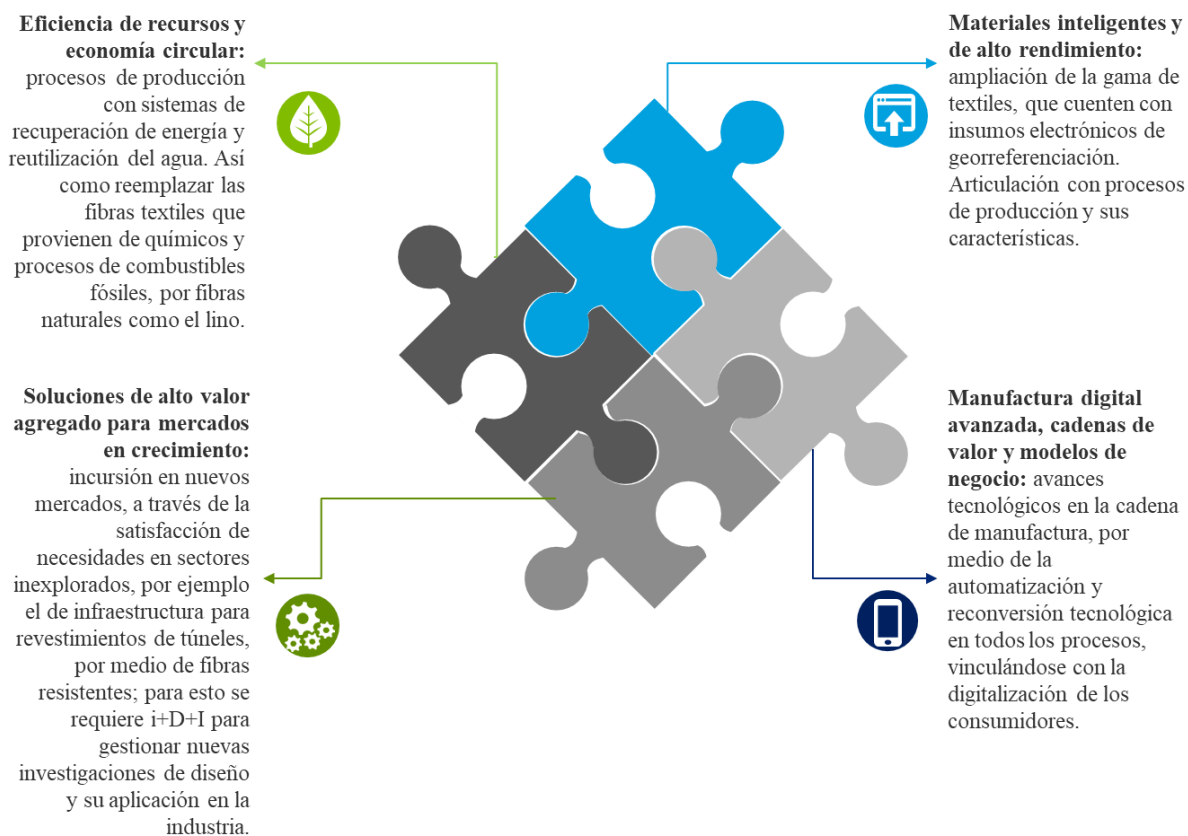 Eficiencia de recursos y
economía circular:
procesos de producción
con sistemas de
recuperación de energía y
reutilización del agua. Así
como reemplazar las
fibras textiles que
provienen de químicos y
procesos de combustibles
fósiles, por fibras
naturales como el lino.
Materiales inteligentes y
de alto rendimiento:
ampliación de la gama de
textiles, que cuenten con
insumos electrónicos de
georreferenciación.
Articulación con procesos
de producción y sus
características.
Soluciones de alto valor
agregado para mercados
en crecimiento:
incursión en nuevos
mercados, a través de la
satisfacción de
necesidades en sectores
inexplorados, por ejemplo
el de infraestructura para
revestimientos de túneles,
por medio de fibras
resistentes; para esto se
requiere i+D+I para
gestionar nuevas
investigaciones de diseño
y su aplicación en la
industria.
Manufactura digital
avanzada, cadenas de
valor y modelos de
negocio: avances
tecnológicos en la cadena
de manufactura, por
medio de la
automatización y
reconversión tecnológica
en todos los procesos,
vinculándose con la
digitalización de los
consumidores.